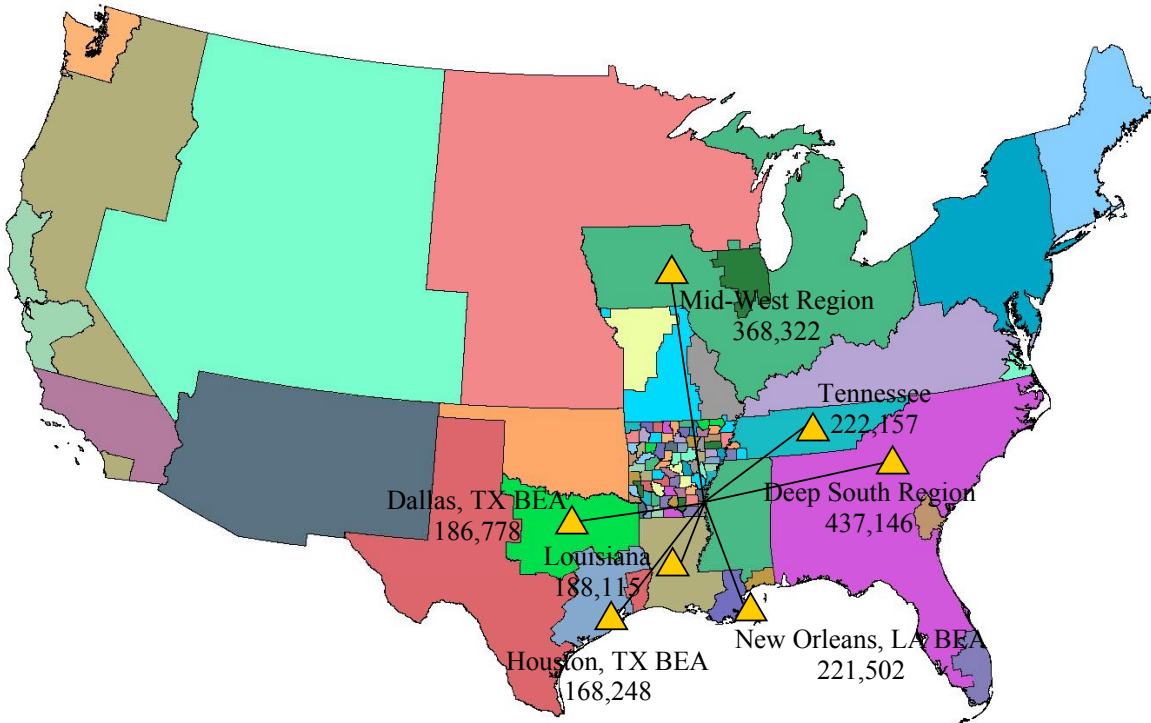 Mid-West Region
368,322
Tennessee
222,157
Deep South Region
437,146
Dallas, TX BEA
186,778
Louisiana
188,115
New Orleans, LA BEA
221,502
Houston, TX BEA
168,248